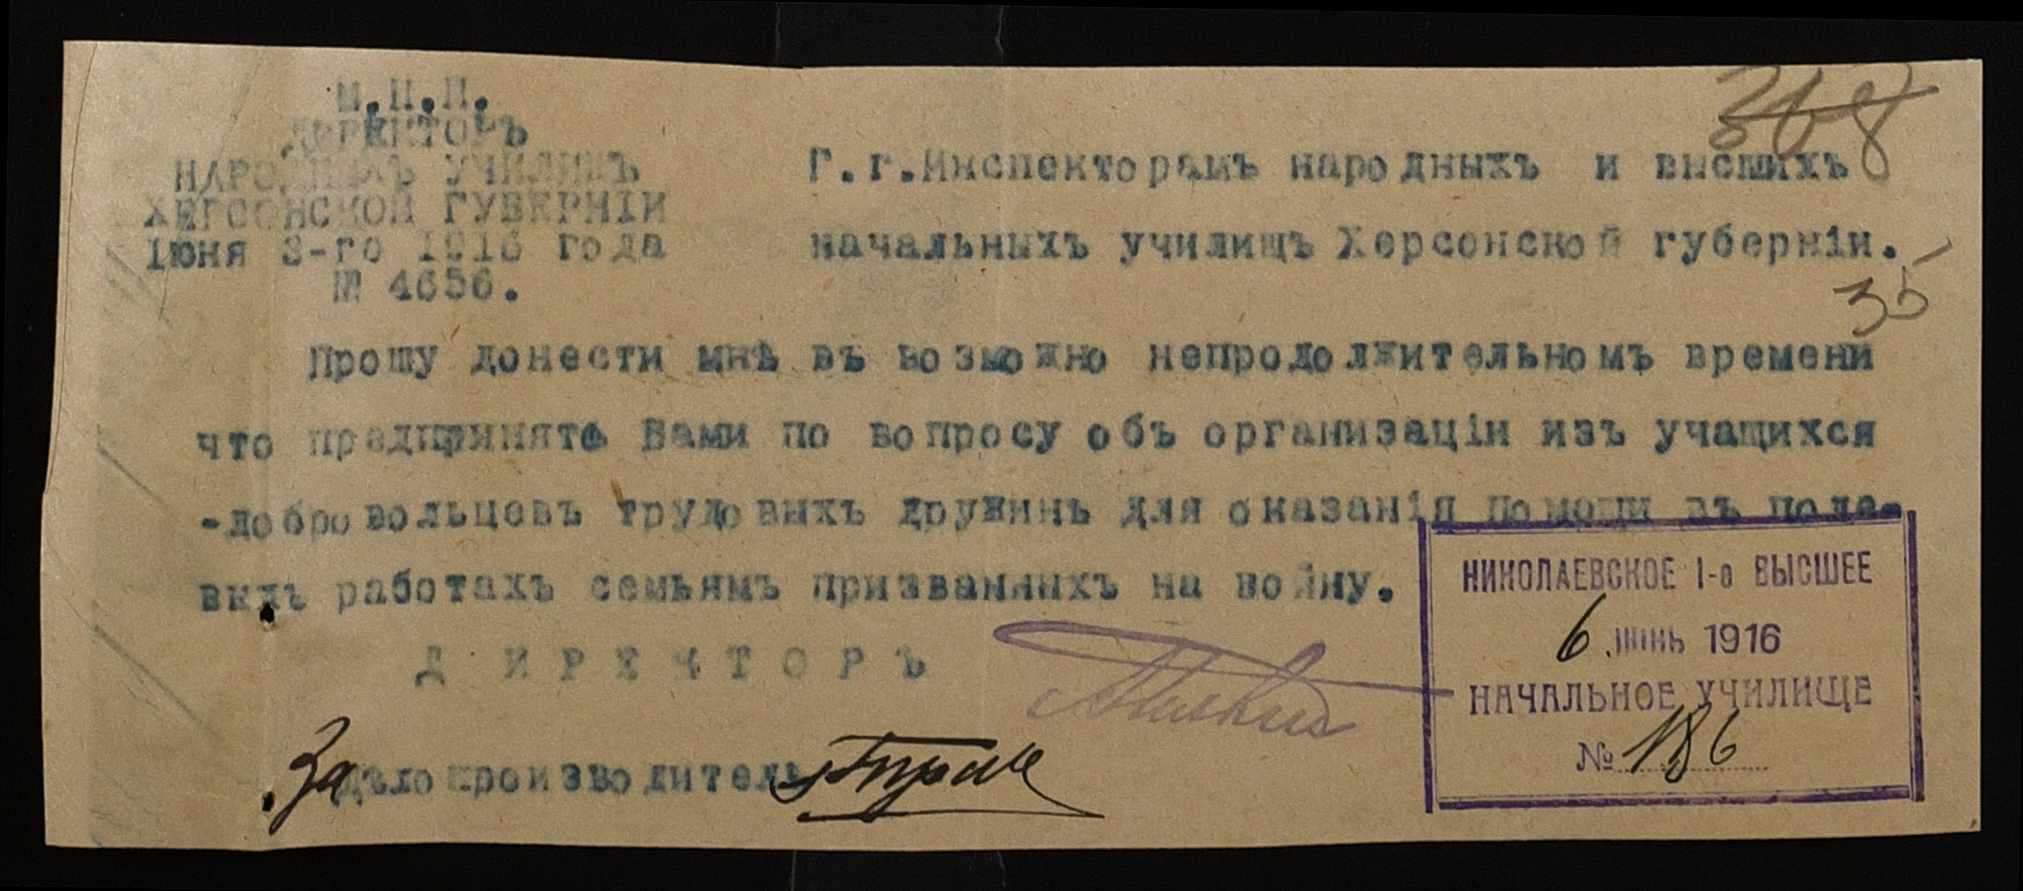 М.Н.П.
ДИРЕКТОРЪ
НАРОДНЫХЪ УЧИЛИЩЪ
ХЕРСОНСКОЙ ГУБЕРНІИ
Іюня 3-го 1916 года
№ 4656.
368
Г.г.Инспекторамъ народныхъ и высшихъ
начальныхъ училищъ Херсонской губерніи.
35
Прошу донести мнѣ въ возможно непродолжительномъ времени
что предпринято Вами по вопросу объ организаціи изъ учащихся
-добровольцевъ трудовыхъ дружинъ для оказанія помощи въ поле-
выхъ работахъ семьямъ призванныхъ на войну.
ДИРЕКТОРЪ
За Дѣлопроизводитель
НИКОЛАЕВСКОЕ 1-е ВЫСШЕЕ
6 ІЮНЬ 1916
НАЧАЛЬНОЕ УЧИЛИЩЕ
№ 186